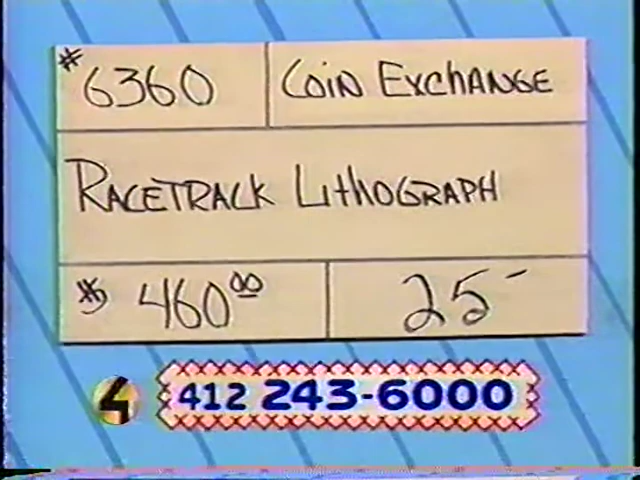 #6360 Coin Exchange
Racetrack Lithograph
$460.00 25-
4 412 243-6000